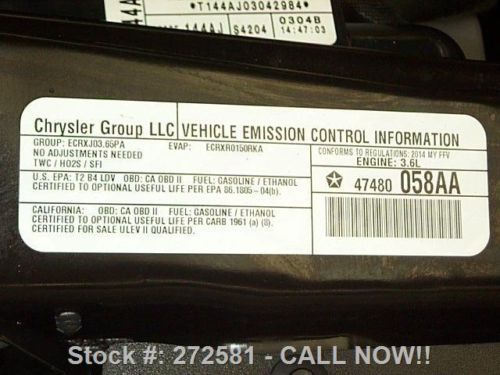 *T144AJ03042984*
144AJ S4204 0304B
14:47:03
Chrysler Group LLC VEHICLE EMISSION CONTROL INFORMATION
GROUP: ECRXJ03.65PA EVAP: ECRXR0150RKA
NO ADJUSTMENTS NEEDED
TWC / HO2S / SFI
CONFORMS TO REGULATIONS: 2014 MY FFV
ENGINE: 3.6L
U.S. EPA: T2 B4 LDV OBD: CA OBD II FUEL: GASOLINE / ETHANOL
CERTIFIED TO OPTIONAL USEFUL LIFE PER EPA 86.1805-04(b).
47480 058AA
CALIFORNIA: OBD: CA OBD II FUEL: GASOLINE / ETHANOL
CERTIFIED TO OPTIONAL USEFUL LIFE PER CARB 1961 (a) (8).
CERTIFIED FOR SALE ULEV II QUALIFIED.
Stock #: 272581 - CALL NOW!!